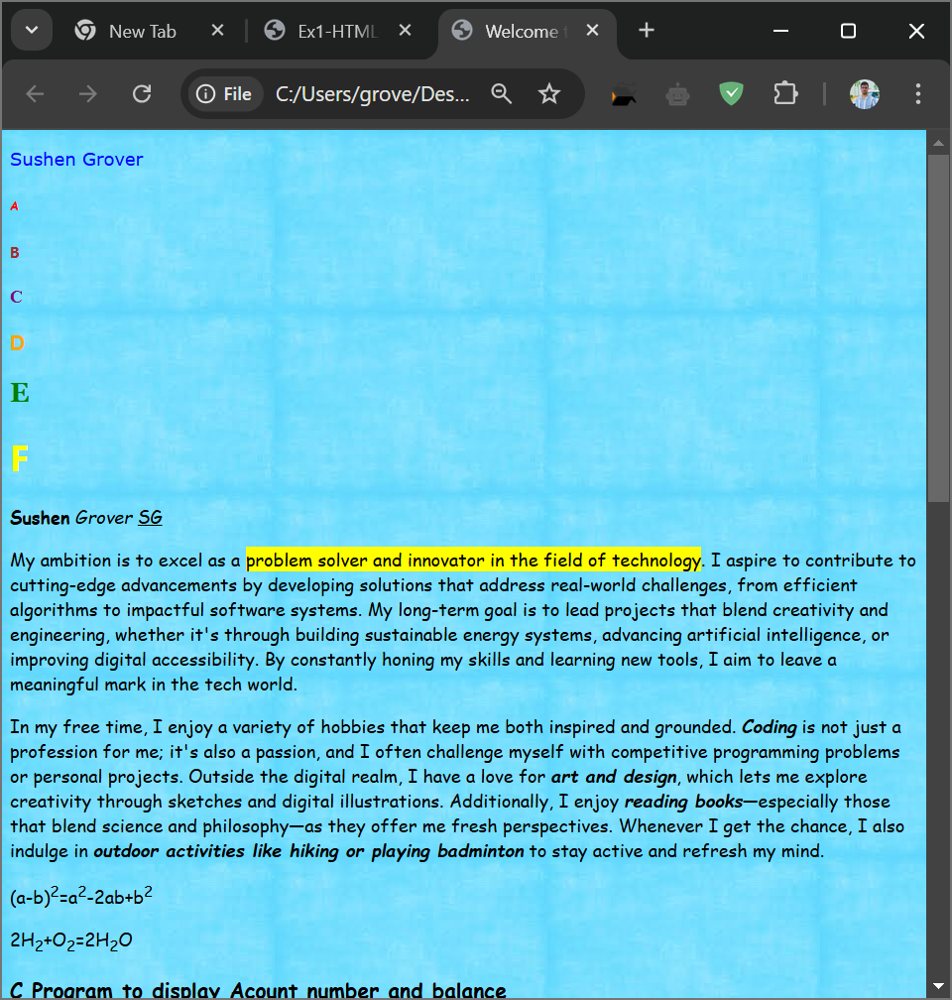 New Tab
Ex1-HTML
Welcome
File
C:/Users/grove/Des...
Sushen Grover
A
B
C
D
E
F
Sushen Grover SG
My ambition is to excel as a problem solver and innovator in the field of technology. I aspire to contribute to
cutting-edge advancements by developing solutions that address real-world challenges, from efficient
algorithms to impactful software systems. My long-term goal is to lead projects that blend creativity and
engineering, whether it's through building sustainable energy systems, advancing artificial intelligence, or
improving digital accessibility. By constantly honing my skills and learning new tools, I aim to leave a
meaningful mark in the tech world.
In my free time, I enjoy a variety of hobbies that keep me both inspired and grounded. Coding is not just a
profession for me; it's also a passion, and I often challenge myself with competitive programming problems
or personal projects. Outside the digital realm, I have a love for art and design, which lets me explore
creativity through sketches and digital illustrations. Additionally, I enjoy reading books—especially those
that blend science and philosophy—as they offer me fresh perspectives. Whenever I get the chance, I also
indulge in outdoor activities like hiking or playing badminton to stay active and refresh my mind.
(a-b)²=a²-2ab+b²
2H₂+O₂=2H₂O
C Program to display Acount number and balance